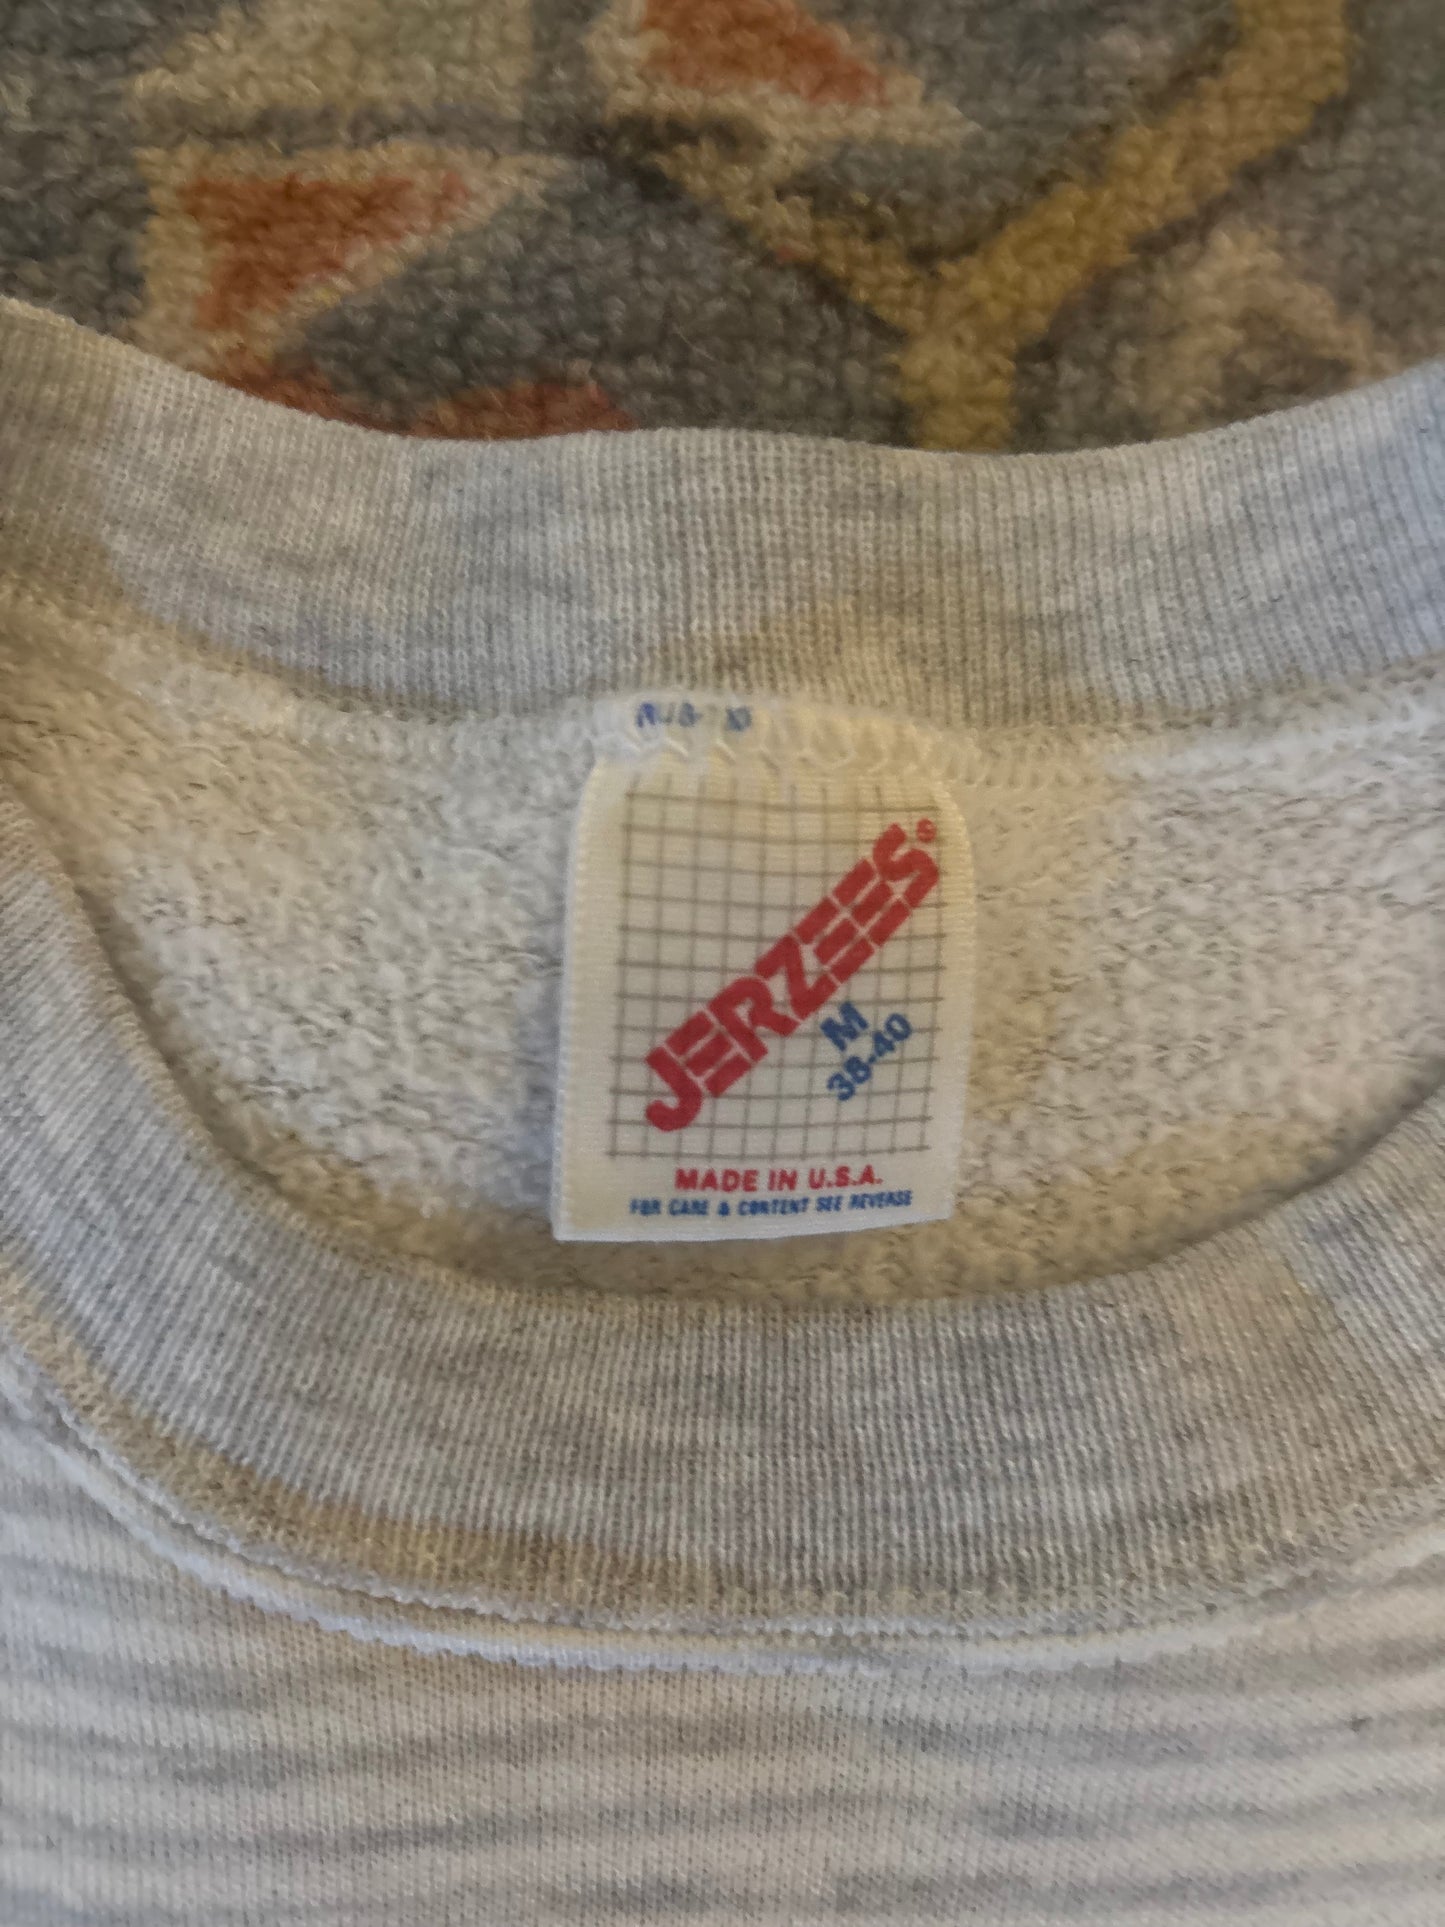 JERZEES®
M
38-40
MADE IN U.S.A.
FOR CARE & CONTENT SEE REVERSE